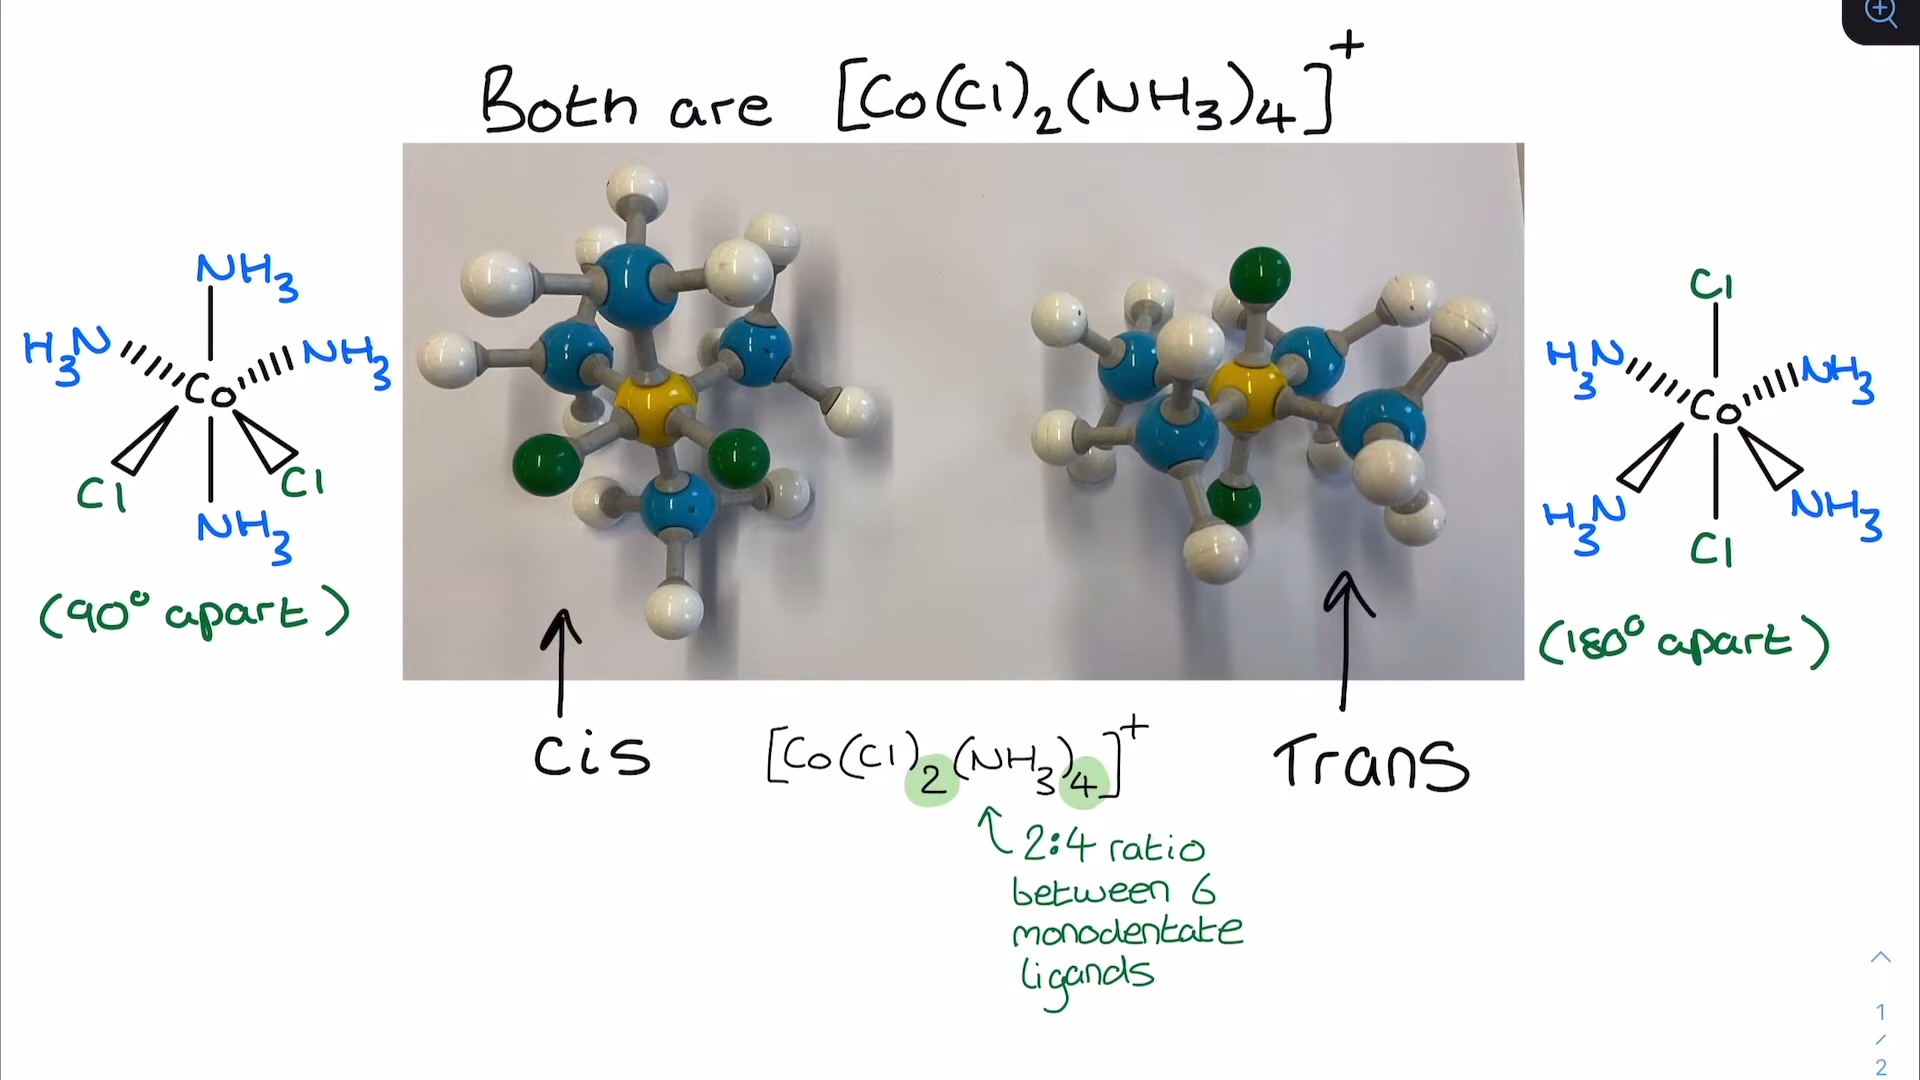 Both are [Co(Cl)₂(NH₃)₄]⁺
NH₃
H₃N
NH₃
Co
Cl
Cl
NH₃
(90° apart)
Cl
H₃N
NH₃
Co
H₃N
NH₃
Cl
(180° apart)
Cis
[Co(Cl)₂(NH₃)₄]⁺
Trans
2:4 ratio
between 6
monodentate
ligands
1
/
2